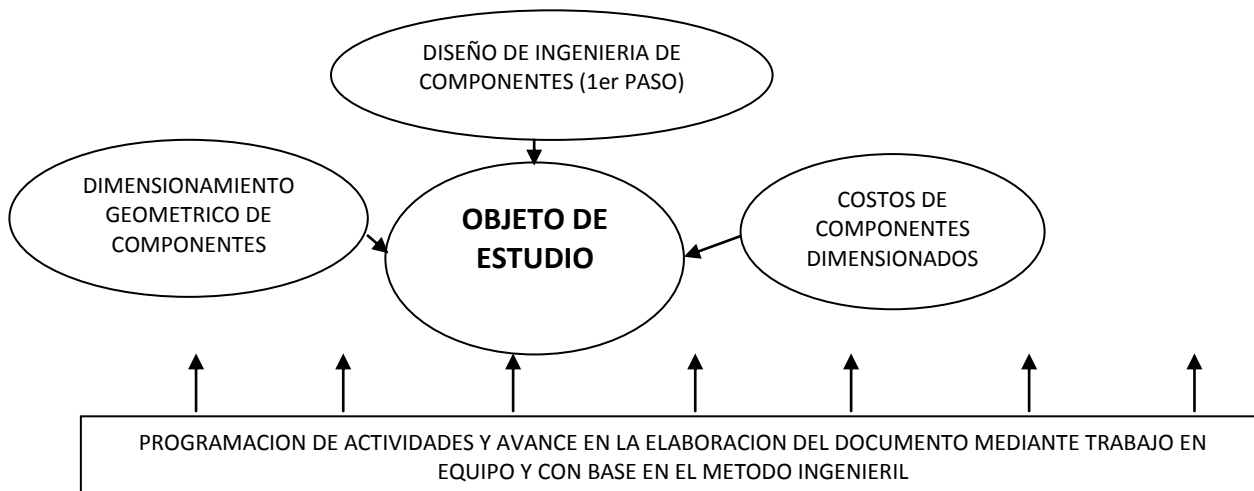 DISEÑO DE INGENIERIA DE
COMPONENTES (1er PASO)
DIMENSIONAMIENTO
GEOMETRICO DE
COMPONENTES
OBJETO DE
ESTUDIO
COSTOS DE
COMPONENTES
DIMENSIONADOS
PROGRAMACION DE ACTIVIDADES Y AVANCE EN LA ELABORACION DEL DOCUMENTO MEDIANTE TRABAJO EN
EQUIPO Y CON BASE EN EL METODO INGENIERIL